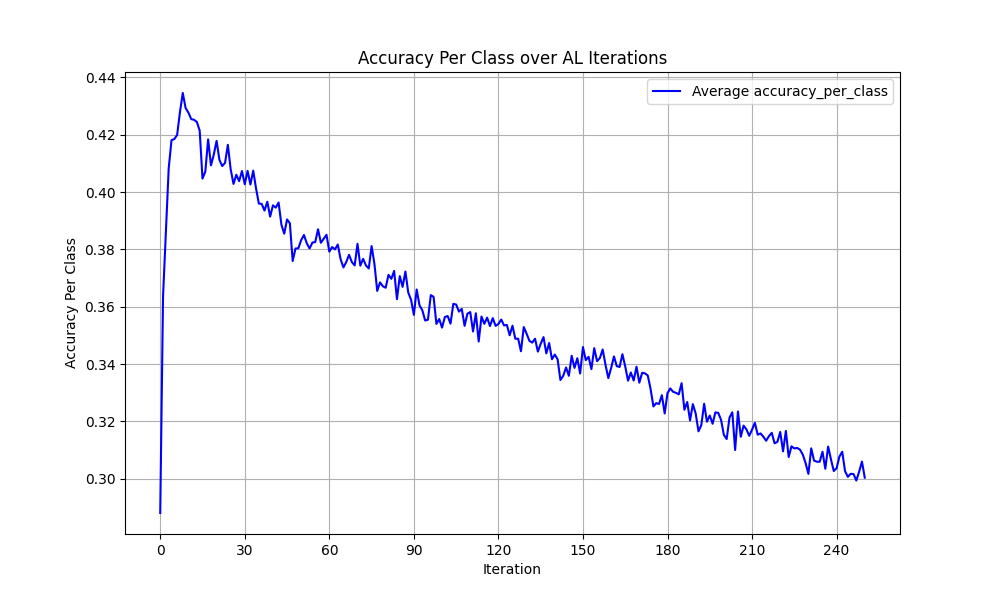 Accuracy Per Class over AL Iterations
Average accuracy_per_class
Accuracy Per Class
0.44
0.42
0.40
0.38
0.36
0.34
0.32
0.30
0 30 60 90 120 150 180 210 240
Iteration